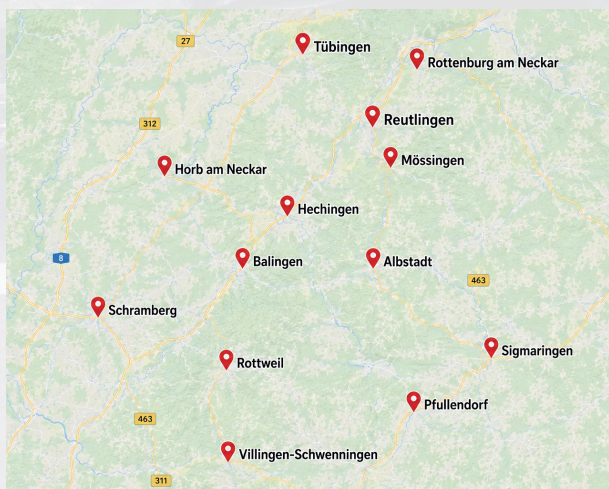 27
Tübingen
Rottenburg am Neckar
Reutlingen
312
Mössingen
Horb am Neckar
Hechingen
8
Balingen
Albstadt
463
Schramberg
Sigmaringen
Rottweil
Pfullendorf
463
Villingen-Schwenningen
311